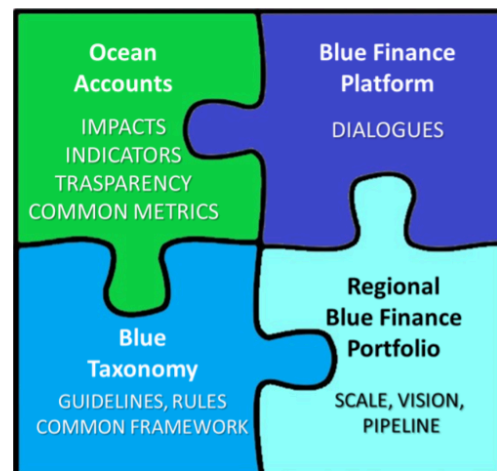 Ocean
Accounts
IMPACTS
INDICATORS
TRASPARENCY
COMMON METRICS
Blue Finance
Platform
DIALOGUES
Blue
Taxonomy
GUIDELINES, RULES
COMMON FRAMEWORK
Regional
Blue Finance
Portfolio
SCALE, VISION,
PIPELINE